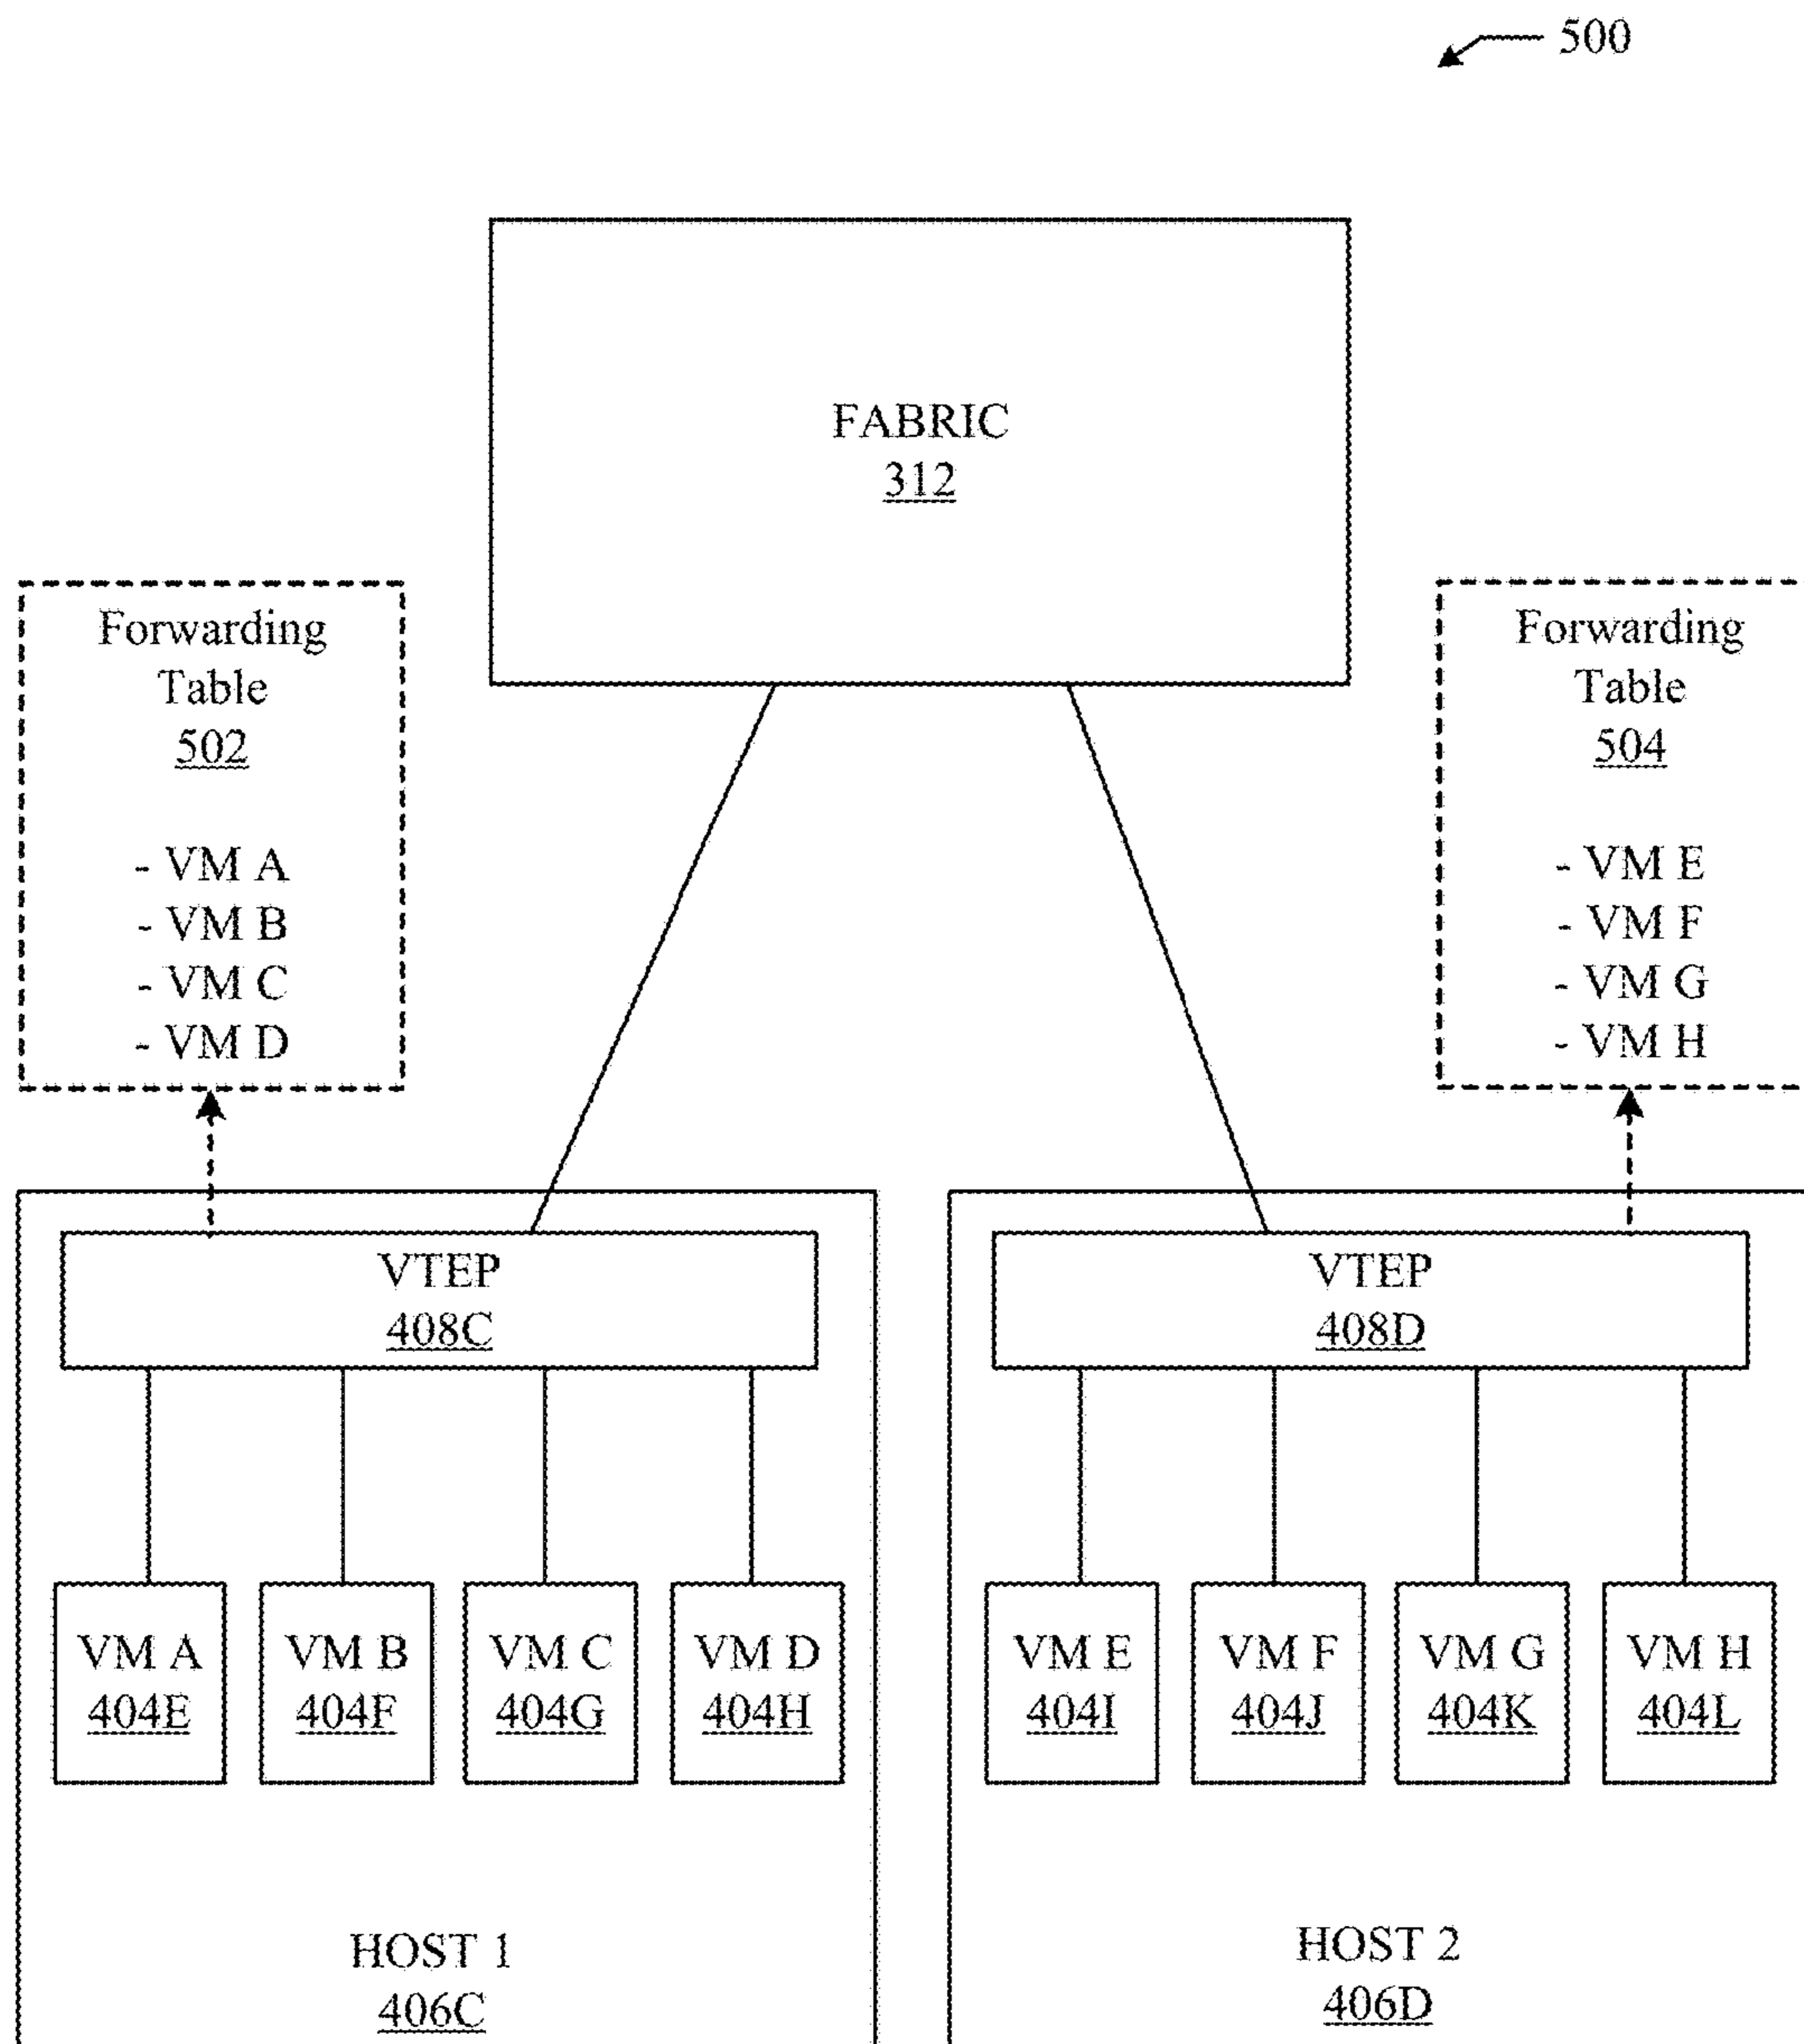 500
FABRIC
312
Forwarding
Table
502
- VM A
- VM B
- VM C
- VM D
Forwarding
Table
504
- VM E
- VM F
- VM G
- VM H
VTEP
408C
VTEP
408D
VM A
404E
VM B
404F
VM C
404G
VM D
404H
VM E
404I
VM F
404J
VM G
404K
VM H
404L
HOST 1
406C
HOST 2
406D